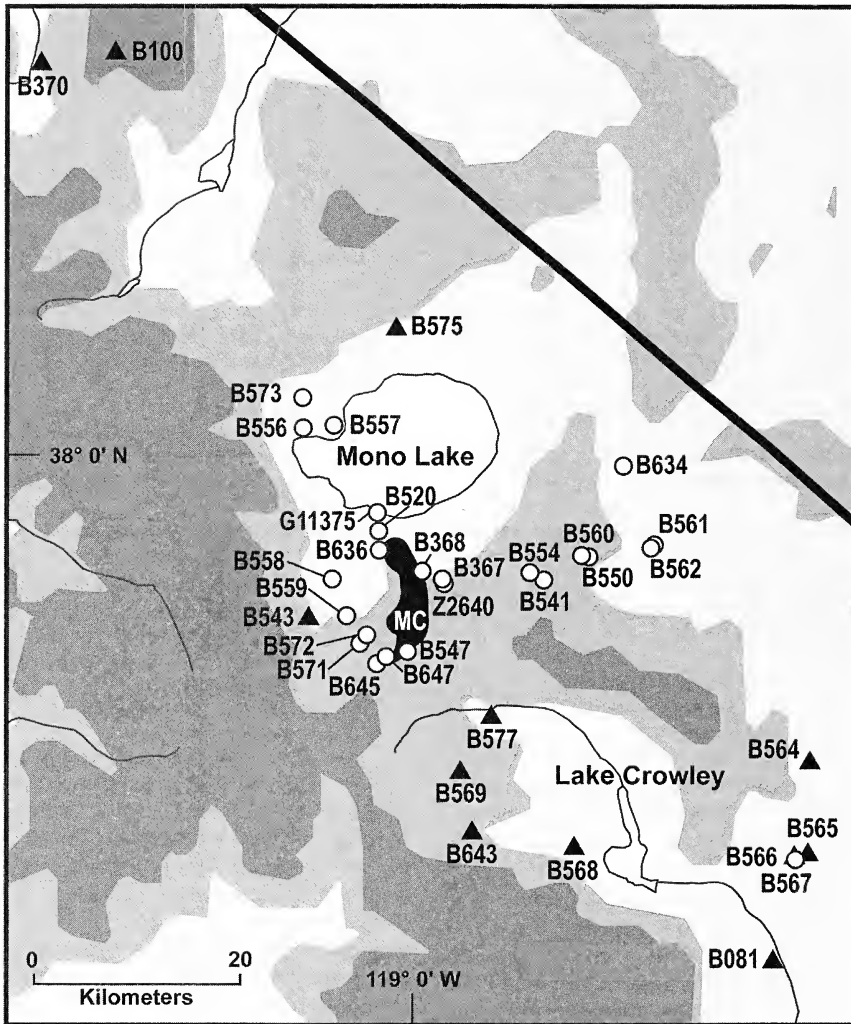 B100
B370
B575
B573
B556
B557
Mono Lake
38° 0' N
B634
B520
G11375
B636
B368
B561
B560
B562
B554
B367
B550
B558
B541
Z2640
B559
B543
MC
B572
B547
B571
B647
B645
B577
B564
Lake Crowley
B569
B565
B643
B568
B566
B567
0 20
Kilometers
119° 0' W
B081